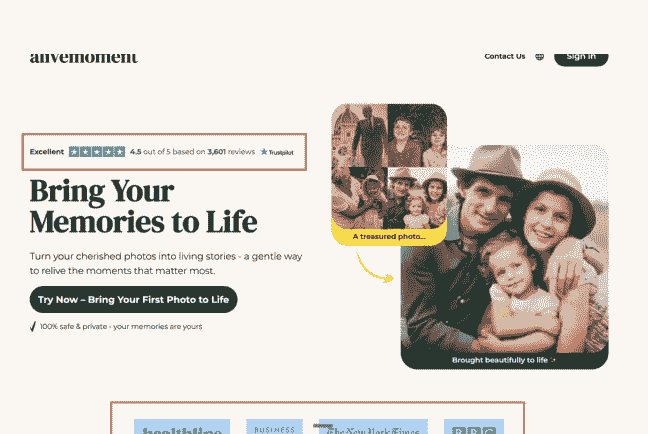 alivemoment
Contact Us
Sign in
Excellent 4.5 out of 5 based on 3,601 reviews Trustpilot
Bring Your
Memories to Life
Turn your cherished photos into living stories - a gentle way
to relive the moments that matter most.
Try Now – Bring Your First Photo to Life
100% safe & private - your memories are yours
A treasured photo...
Brought beautifully to life
healthline
BUSINESS
The New York Times
BBC